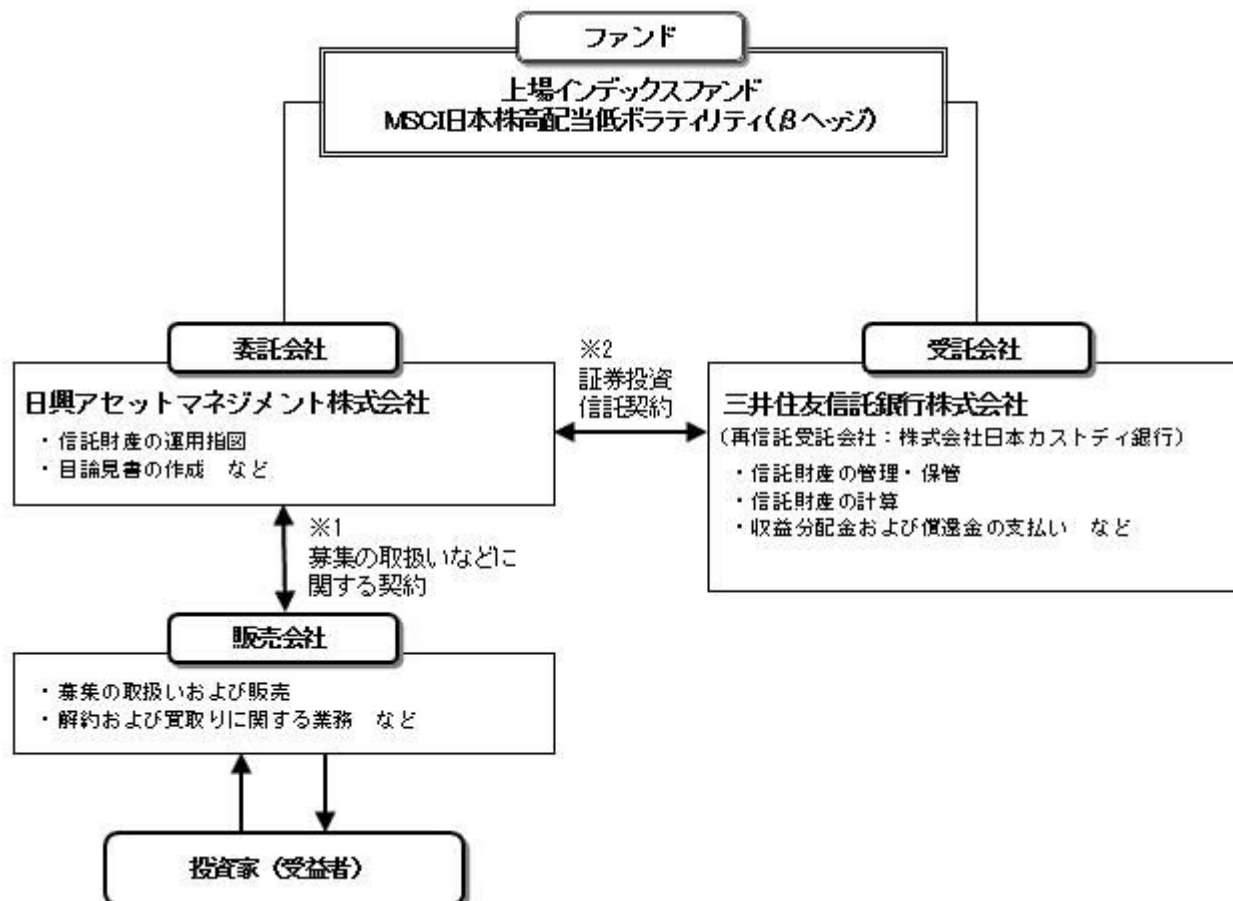 ファンド
上場インデックスファンド
MSCI日本株高配当低ボラティリティ(βヘッジ)
委託会社
日興アセットマネジメント株式会社
・信託財産の運用指図
・目論見書の作成 など
※2
証券投資
信託契約
受託会社
三井住友信託銀行株式会社
(再信託受託会社：株式会社日本カストディ銀行)
・信託財産の管理・保管
・信託財産の計算
・収益分配金および償還金の支払い など
※1
募集の取扱いなどに
関する契約
販売会社
・募集の取扱いおよび販売
・解約および買取りに関する業務 など
投資家（受益者）